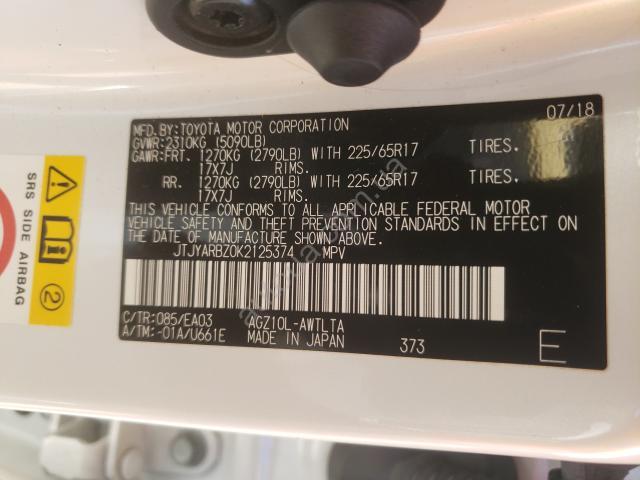 MFD.BY:TOYOTA MOTOR CORPORATION 07/18
GVWR:2310KG (5090LB)
GAWR:FRT. 1270KG (2790LB) WITH 225/65R17 TIRES.
17X7J RIMS.
RR. 1270KG (2790LB) WITH 225/65R17 TIRES.
17X7J RIMS.
THIS VEHICLE CONFORMS TO ALL APPLICABLE FEDERAL MOTOR
VEHICLE SAFETY AND THEFT PREVENTION STANDARDS IN EFFECT ON
THE DATE OF MANUFACTURE SHOWN ABOVE.
JTJYARBZ0K2125374 MPV
C/TR:085/EA03 AGZ10L-AWTLTA
A/TM:-01A/U661E MADE IN JAPAN 373 E
SRS SIDE AIRBAG
2